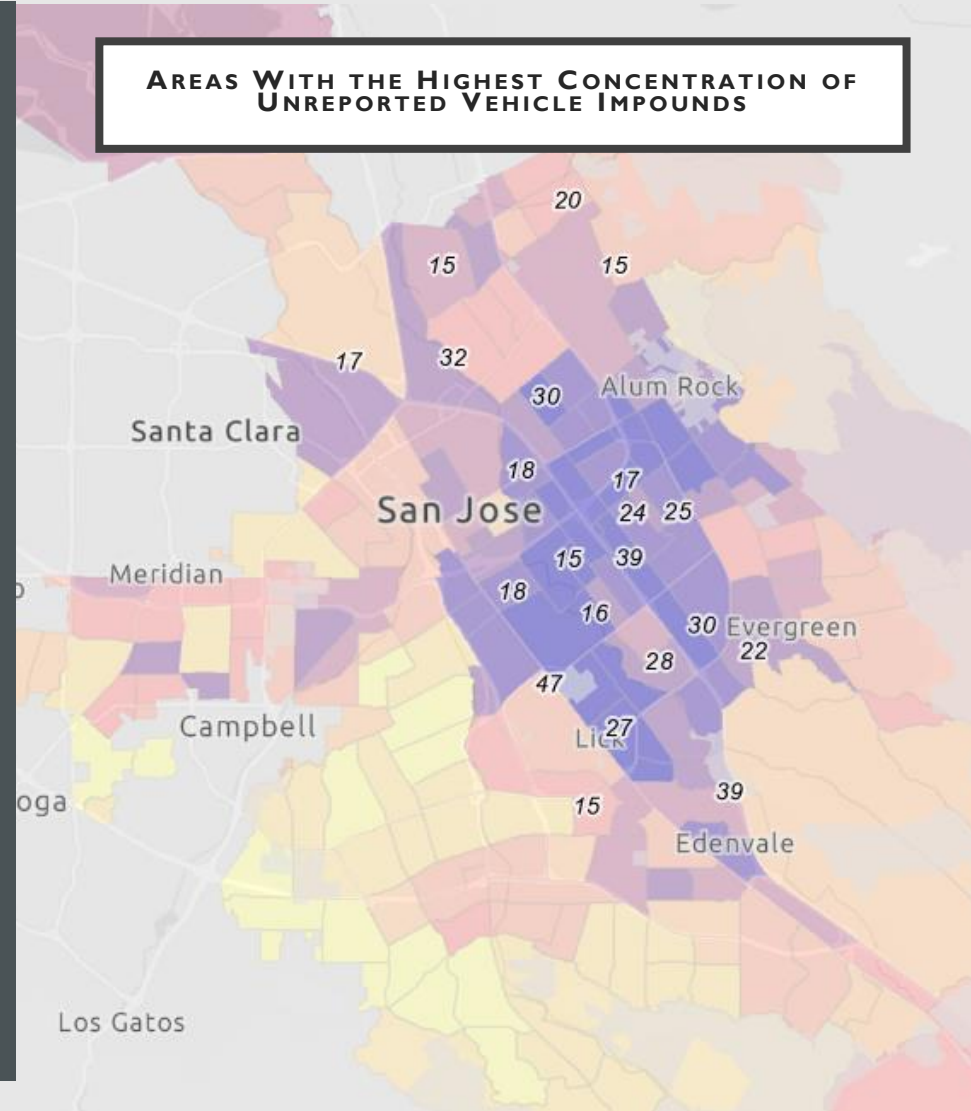 AREAS WITH THE HIGHEST CONCENTRATION OF
UNREPORTED VEHICLE IMPOUNDS
20
15
15
32
17
30
Alum Rock
Santa Clara
18
17
San Jose
24
25
15
39
Meridian
18
16
30
Evergreen
22
28
47
Campbell
27
Lick
39
oga
15
Edenvale
Los Gatos